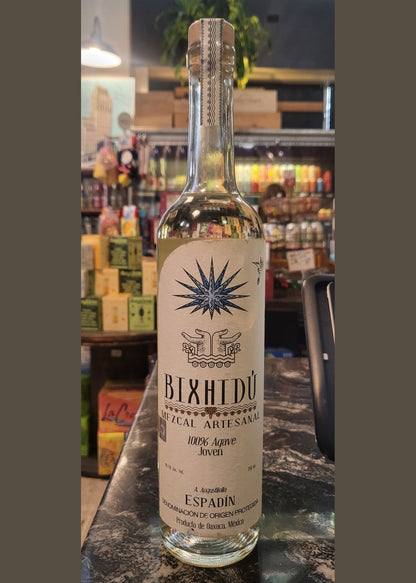 BIXHIDÚ
MEZCAL ARTESANAL
100% Agave
Joven
A. Angustifolia
ESPADÍN
DENOMINACIÓN DE ORIGEN PROTEGIDA
Producto de Oaxaca, México